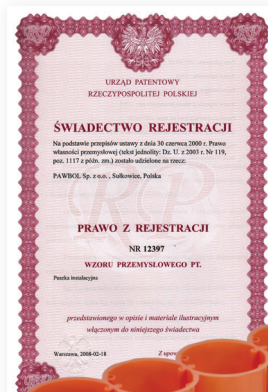 URZĄD PATENTOWY
RZECZYPOSPOLITEJ POLSKIEJ
ŚWIADECTWO REJESTRACJI
Na podstawie przepisów ustawy z dnia 30 czerwca 2000 r. Prawo
własności przemysłowej (tekst jednolity: Dz. U. z 2003 r. Nr 119,
poz. 1117 z późn. zm.) zostało udzielone na rzecz:
PAWBOL Sp. z o.o. , Sułkowice, Polska
RP
PRAWO Z REJESTRACJI
NR 12397
WZORU PRZEMYSŁOWEGO PT.
Puszka instalacyjna
przedstawionego w opisie i materiale ilustracyjnym
włączonym do niniejszego świadectwa
Warszawa, 2008-02-18 Z upow